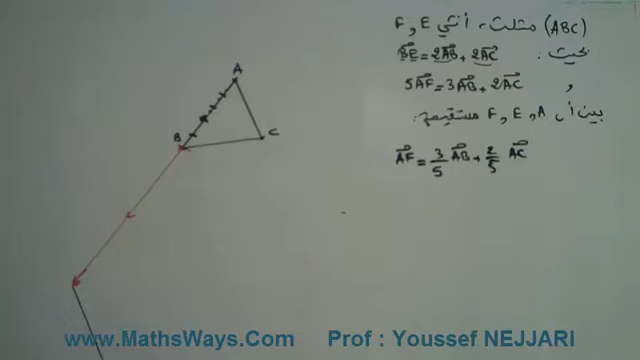 (ABC) مثلث، أنشئ E و F
بحيث: BE = 2AB + 2AC
و 5AF = 3AB + 2AC
بين أن A و E و F مستقيمية.
AF = 3/5 AB + 2/5 AC
A
B
C
www.MathsWays.Com Prof : Youssef NEJJARI